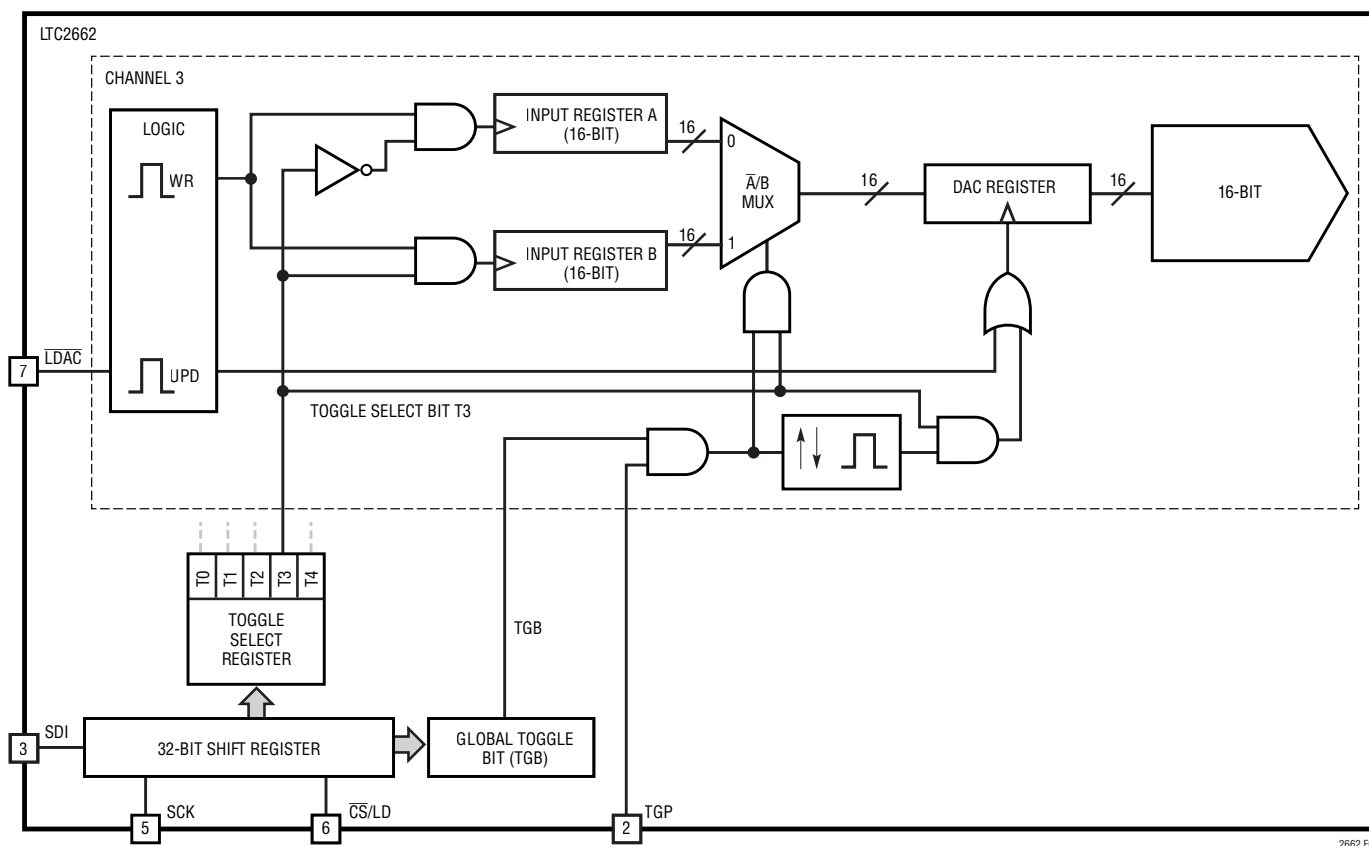 LTC2662
CHANNEL 3
LOGIC
WR
UPD
INPUT REGISTER A
(16-BIT)
16
0
INPUT REGISTER B
(16-BIT)
16
1
A̅/B
MUX
16
DAC REGISTER
16
16-BIT
7
L̅D̅A̅C̅
TOGGLE SELECT BIT T3
T0
T1
T2
T3
T4
TOGGLE
SELECT
REGISTER
TGB
3
SDI
32-BIT SHIFT REGISTER
GLOBAL TOGGLE
BIT (TGB)
SCK
5
C̅S̅/LD
6
TGP
2
2662